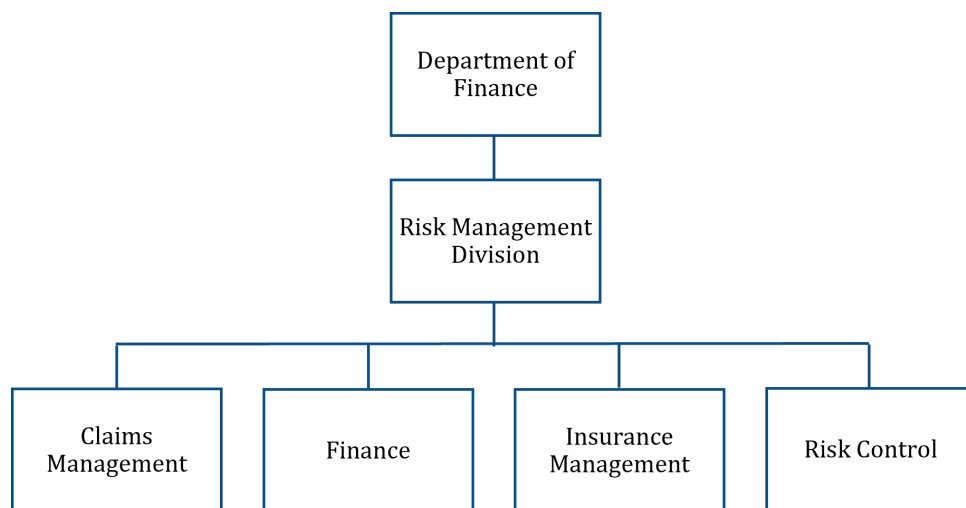 Department of
Finance
Risk Management
Division
Claims
Management
Finance
Insurance
Management
Risk Control